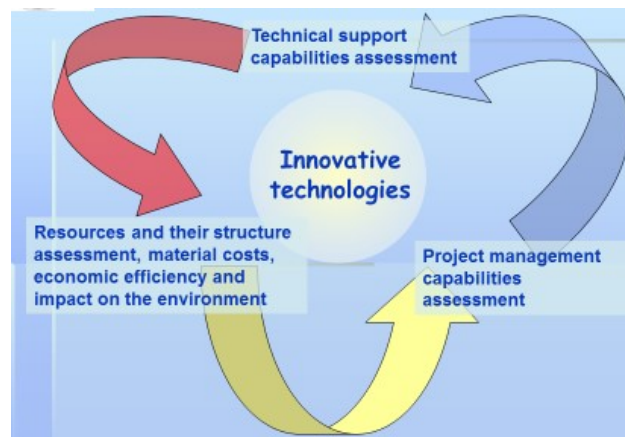 Technical support
capabilities assessment
Innovative
technologies
Resources and their structure
assessment, material costs,
economic efficiency and
impact on the environment
Project management
capabilities
assessment